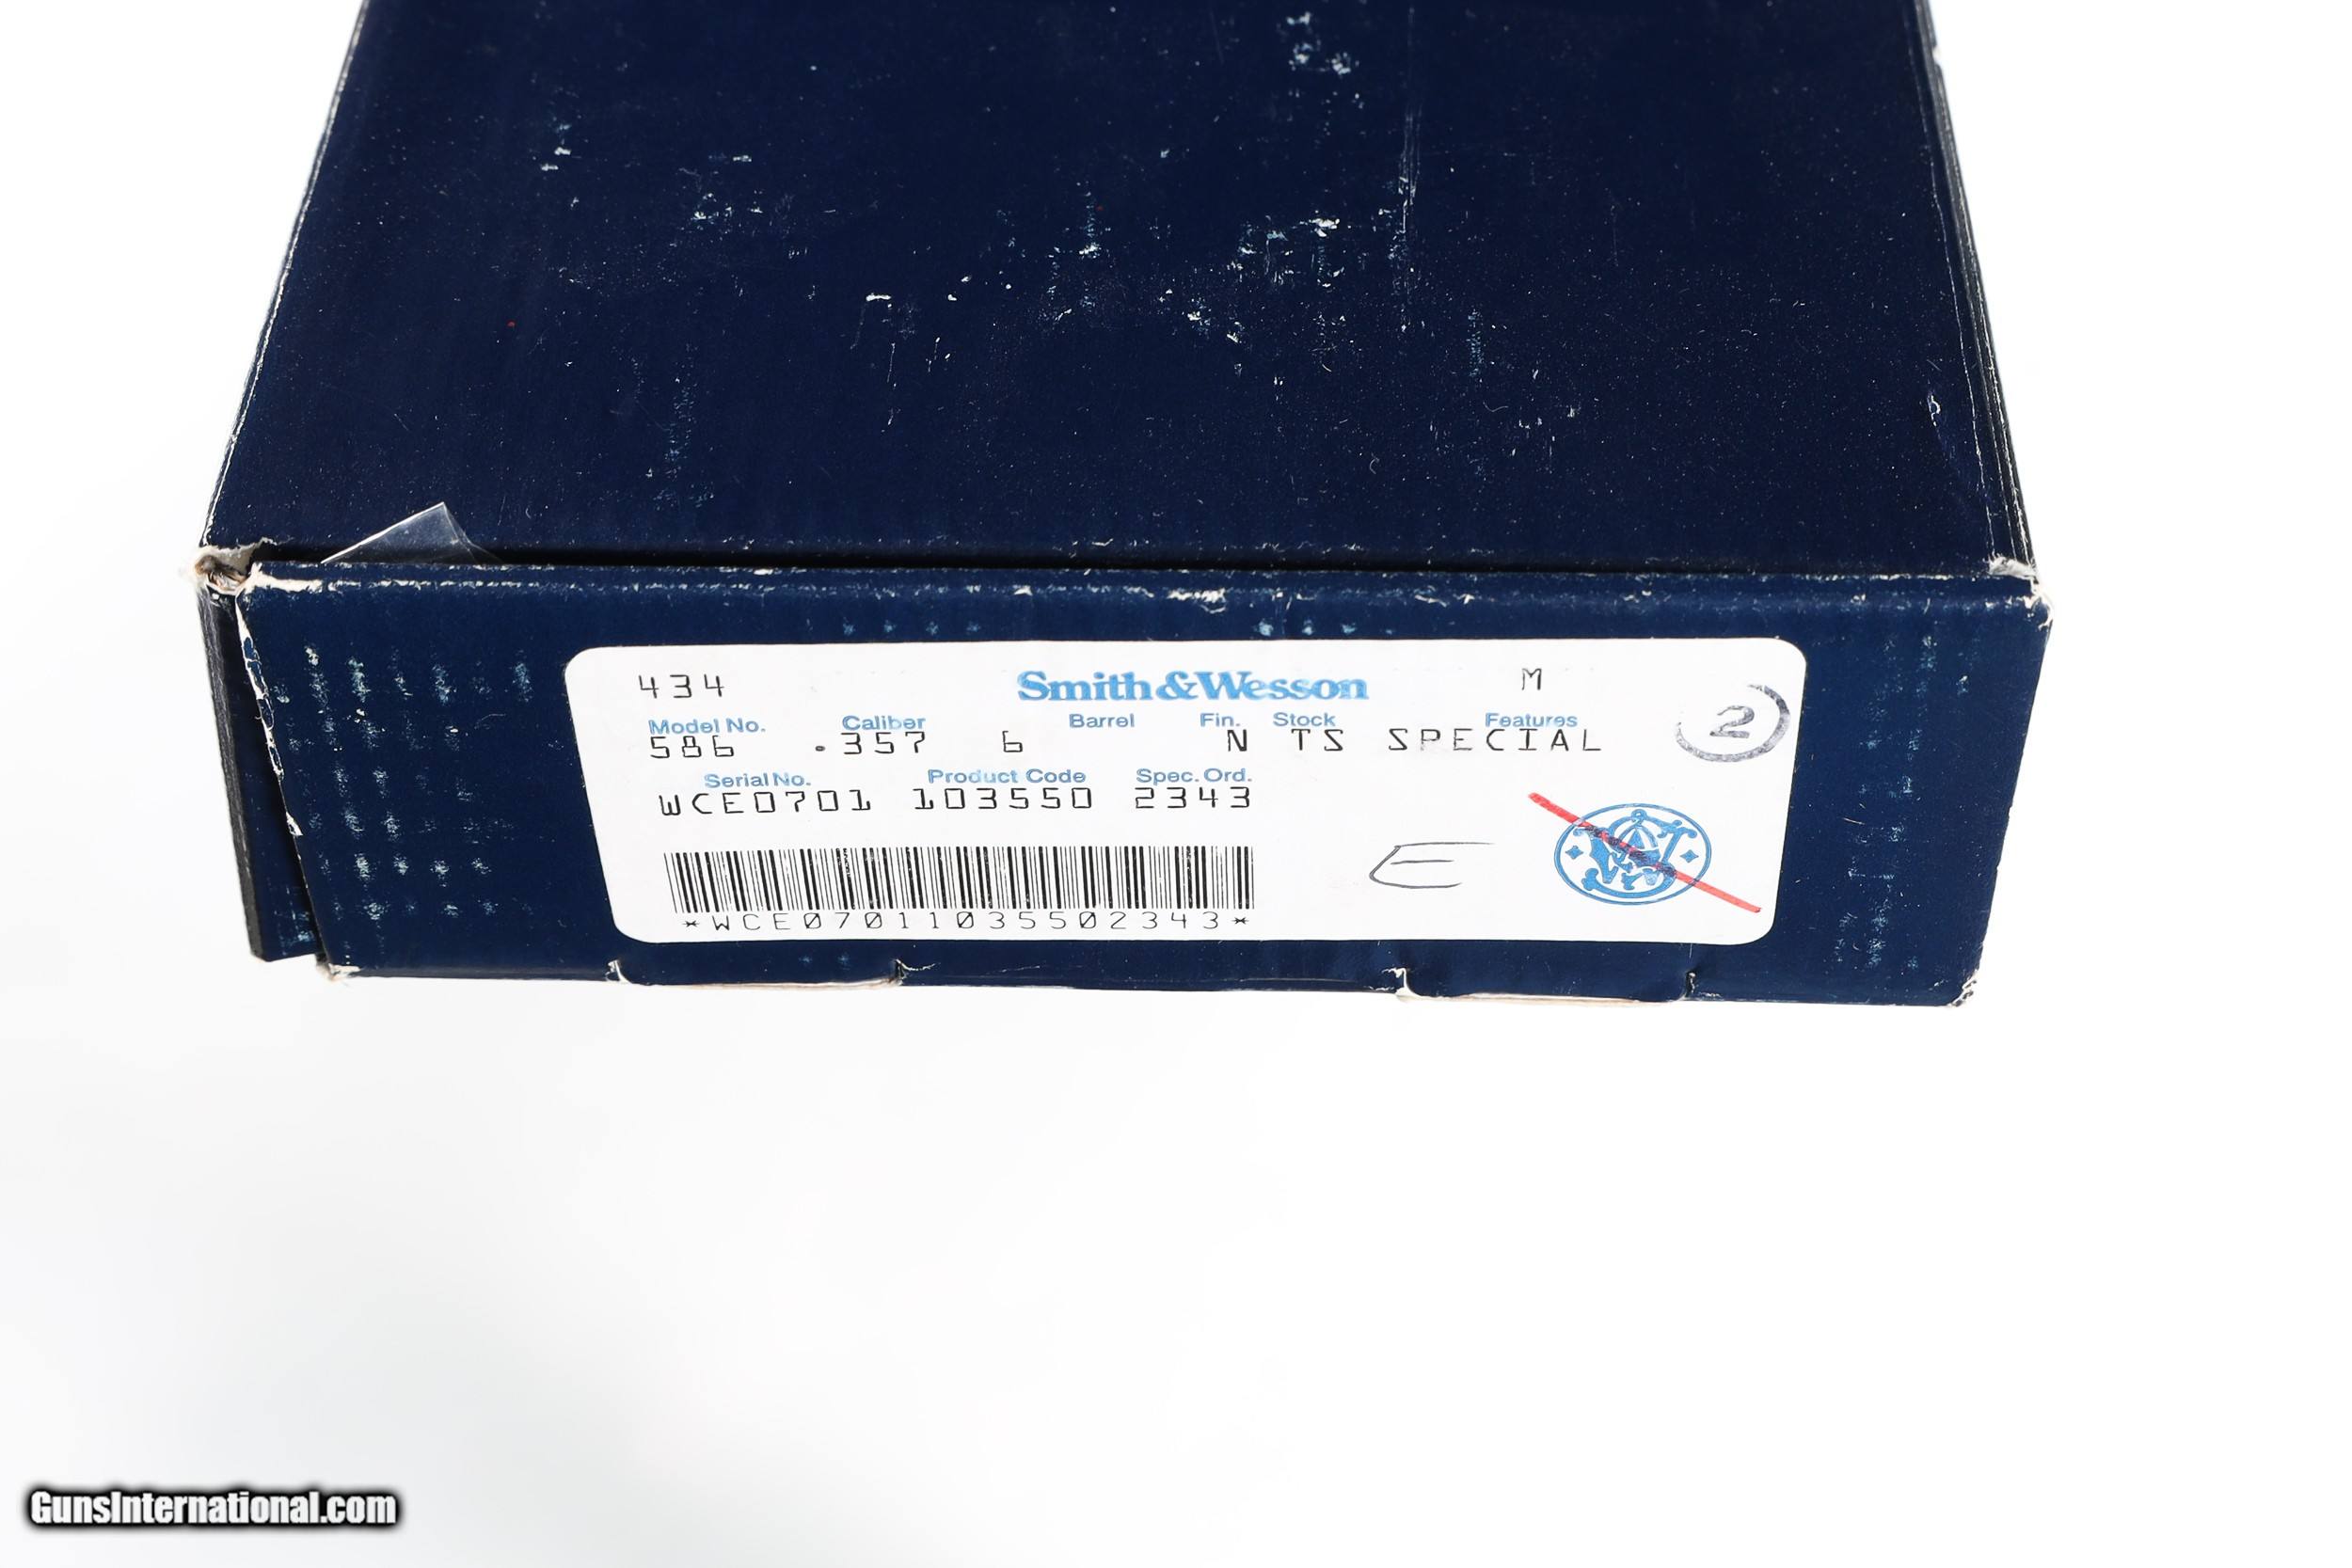 434 Smith & Wesson M
Model No. Caliber Barrel Fin. Stock Features
586 .357 6 N TS SPECIAL 2
Serial No. Product Code Spec. Ord.
WCE0701 103550 2343
E
*WCE07011035502343*
GunsInternational.com